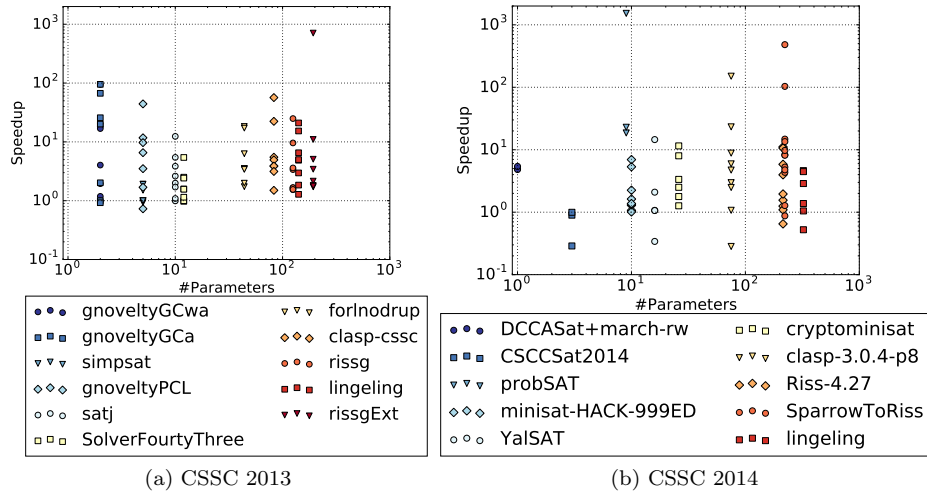 10³
10²
10¹
10⁰
10⁻¹
Speedup
10⁰
10¹
10²
10³
#Parameters
gnoveltyGCwa
gnoveltyGCa
simpsat
gnoveltyPCL
satj
SolverFourtyThree
forlnodrup
clasp-cssc
rissg
lingeling
rissgExt
(a) CSSC 2013
10³
10²
10¹
10⁰
10⁻¹
Speedup
10⁰
10¹
10²
10³
#Parameters
DCCASat+march-rw
CSCCSat2014
probSAT
minisat-HACK-999ED
YalSAT
cryptominisat
clasp-3.0.4-p8
Riss-4.27
SparrowToRiss
lingeling
(b) CSSC 2014